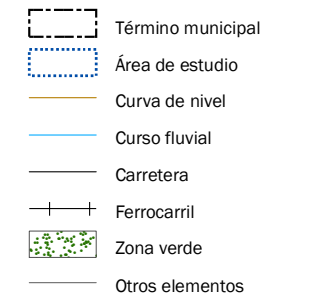 Término municipal
Área de estudio
Curva de nivel
Curso fluvial
Carretera
Ferrocarril
Zona verde
Otros elementos